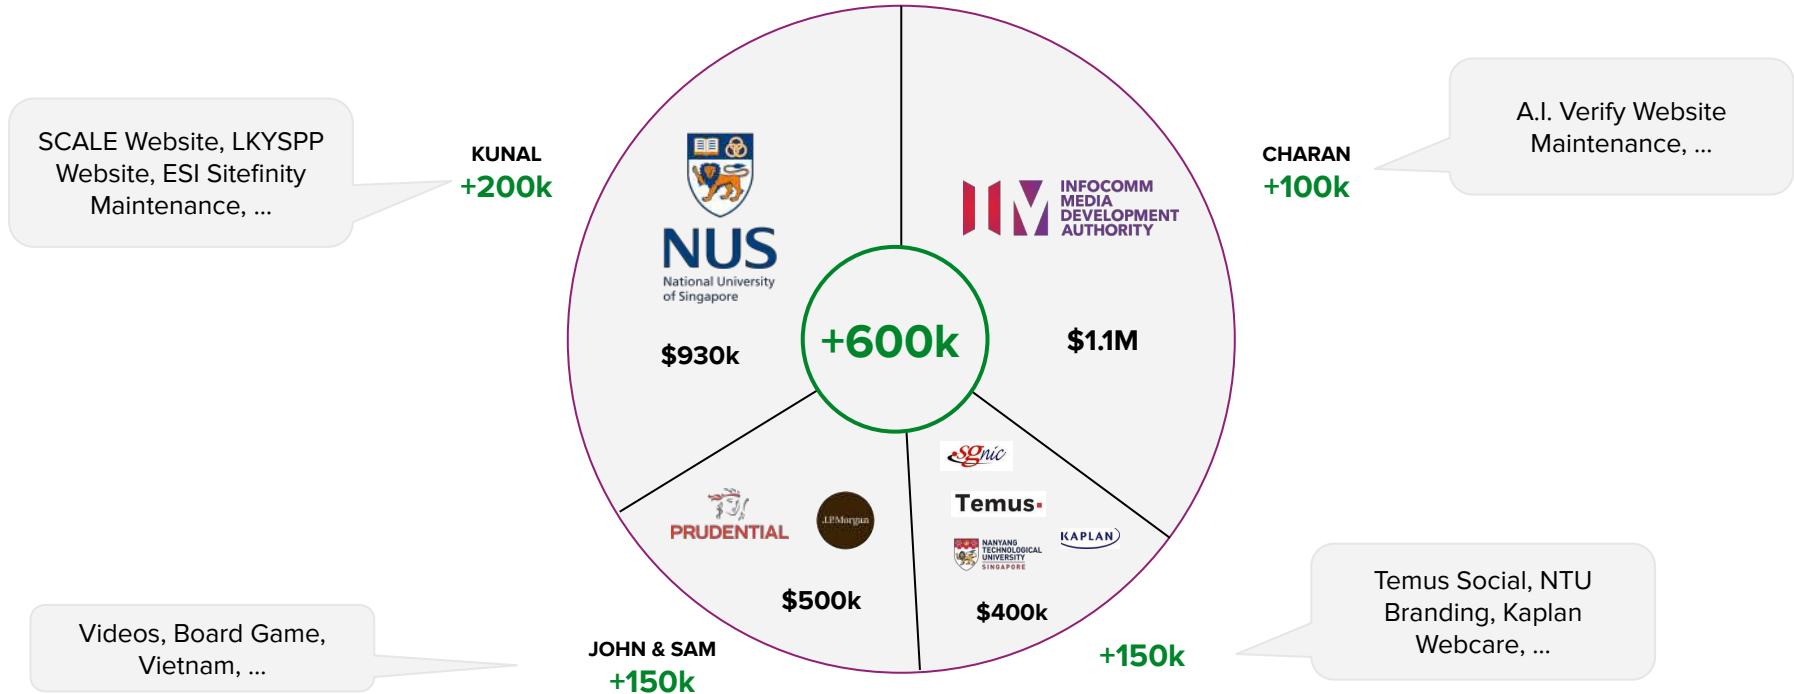 SCALE Website, LKYSPP
Website, ESI Sitefinity
Maintenance, ...
KUNAL
+200k
NUS
National University
of Singapore
$930k
INFOCOMM
MEDIA
DEVELOPMENT
AUTHORITY
$1.1M
CHARAN
+100k
A.I. Verify Website
Maintenance, ...
+600k
PRUDENTIAL
J.P.Morgan
$500k
sgnic
Temus
NANYANG
TECHNOLOGICAL
UNIVERSITY
SINGAPORE
KAPLAN
$400k
Videos, Board Game,
Vietnam, ...
JOHN & SAM
+150k
+150k
Temus Social, NTU
Branding, Kaplan
Webcare, ...